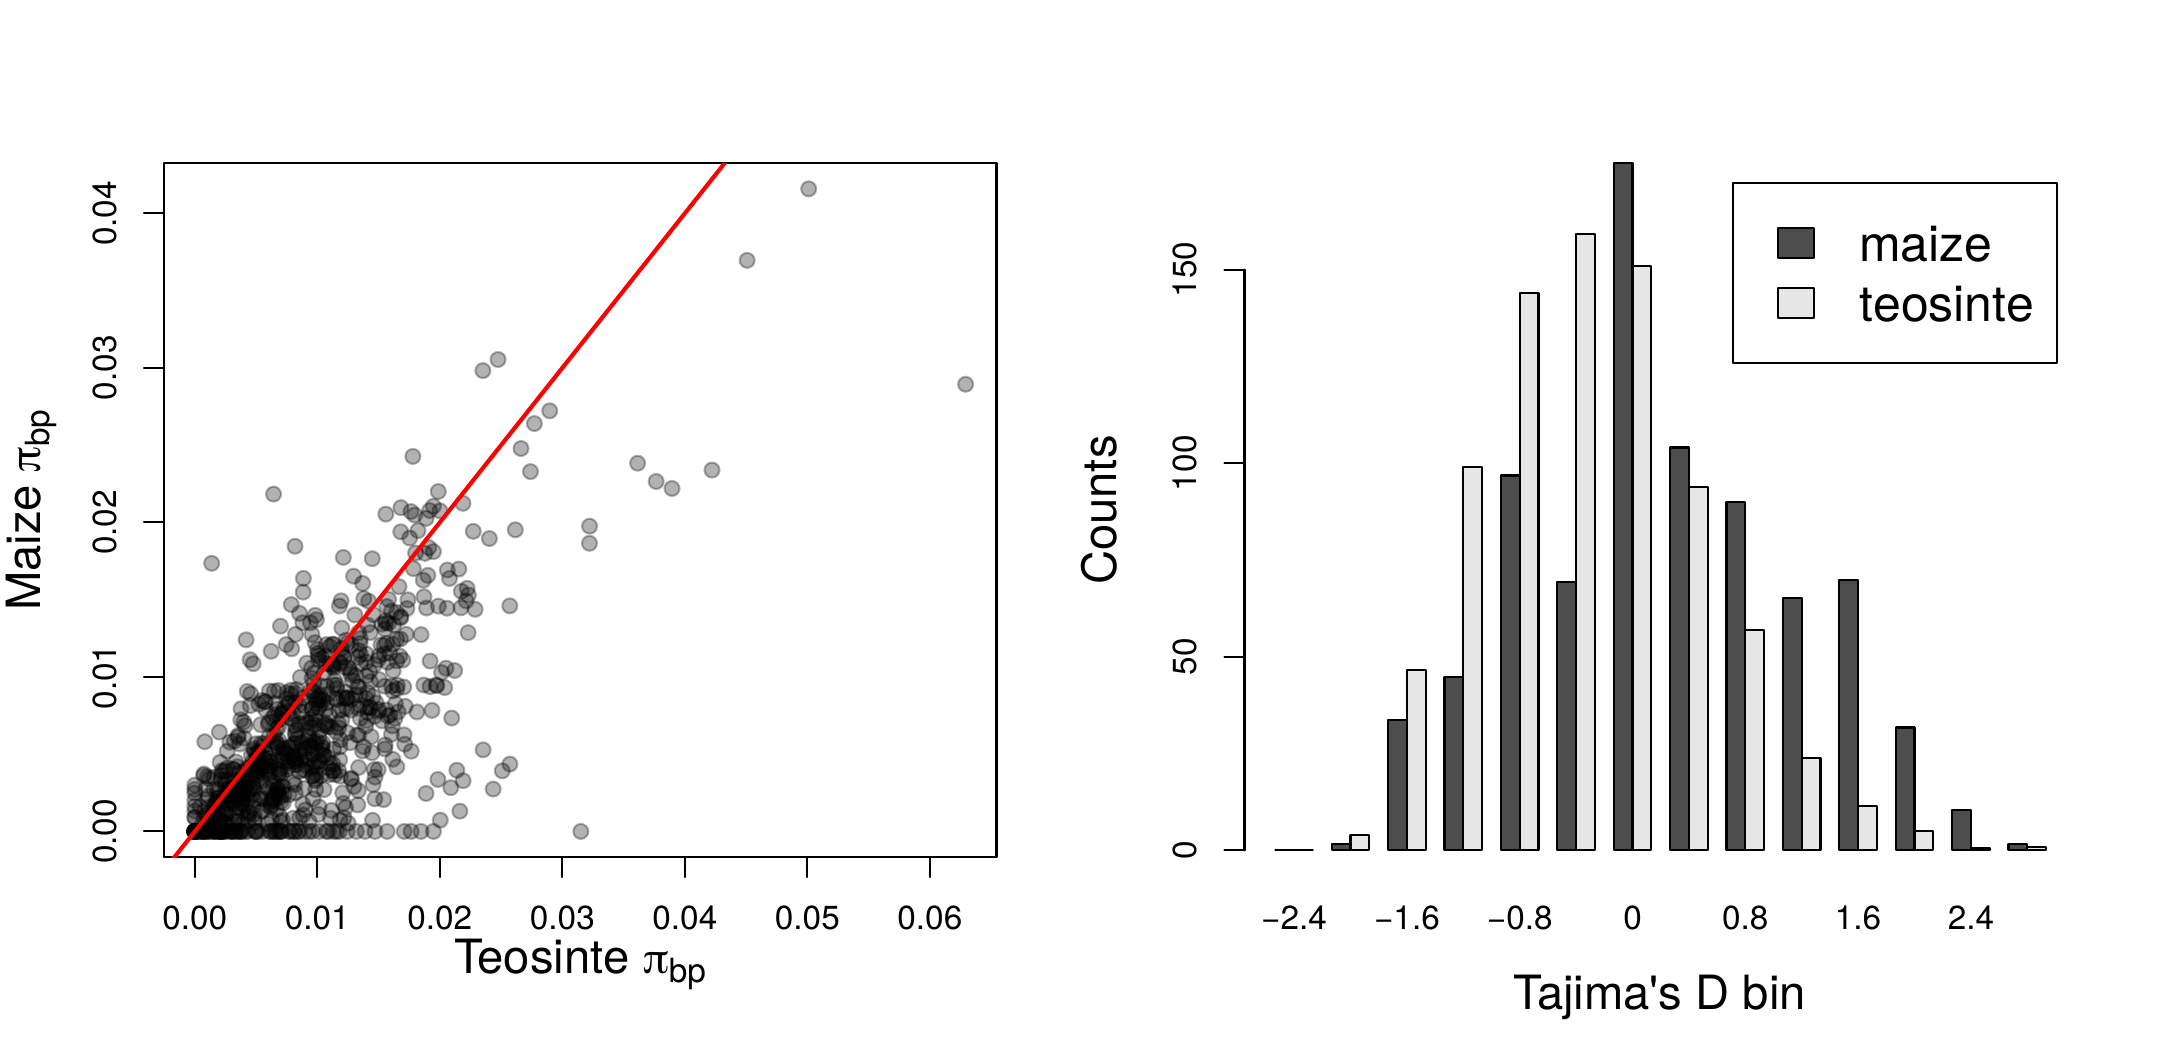 Maize πbp
0.04
0.03
0.02
0.01
0.00
0.00 0.01 0.02 0.03 0.04 0.05 0.06
Teosinte πbp
Counts
150
100
50
0
maize
teosinte
−2.4 −1.6 −0.8 0 0.8 1.6 2.4
Tajima's D bin